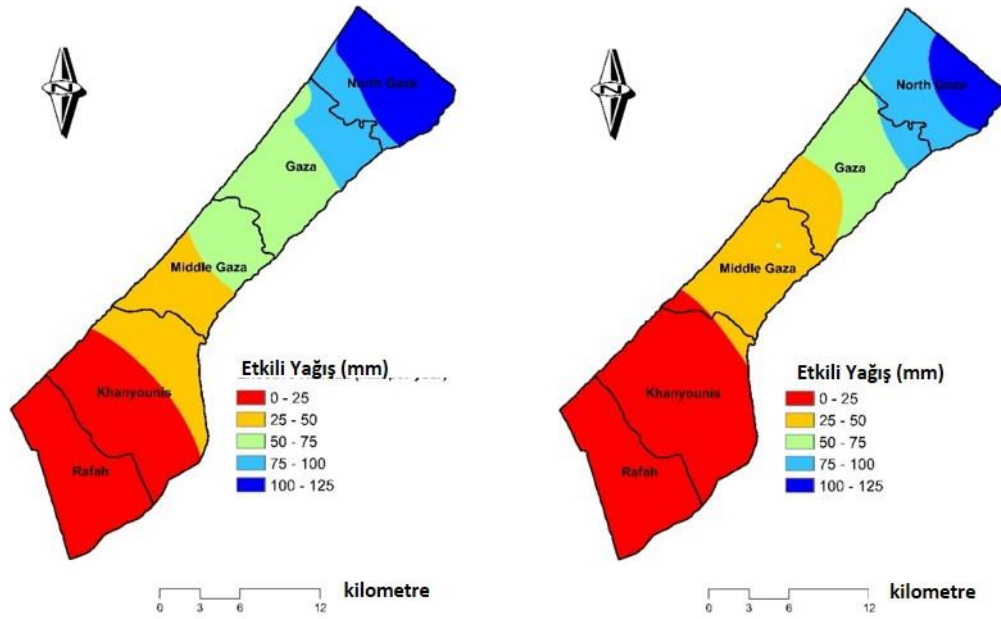 N
North Gaza
Gaza
Middle Gaza
Khanyounis
Rafah
Etkili Yağış (mm)
0 - 25
25 - 50
50 - 75
75 - 100
100 - 125
0 3 6 12
kilometre
N
North Gaza
Gaza
Middle Gaza
Khanyounis
Rafah
Etkili Yağış (mm)
0 - 25
25 - 50
50 - 75
75 - 100
100 - 125
0 3 6 12
kilometre